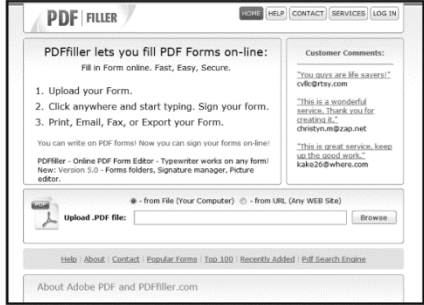 PDF FILLER
HOME HELP CONTACT SERVICES LOG IN
PDFfiller lets you fill PDF Forms on-line:
Fill in Form online. Fast, Easy, Secure.
1. Upload your Form.
2. Click anywhere and start typing. Sign your form.
3. Print, Email, Fax, or Export your Form.
You can write on PDF forms! Now you can sign your forms on-line!
PDFfiller - Online PDF Form Editor - Typewriter works on any form!
New: Version 5.0 - Forms folders, Signature manager, Picture
editor.
Customer Comments:
"You guys are life savers!"
cvllc@rtsy.com
"This is a wonderful
service. Thank you for
creating it."
christyn.m@zap.net
"This is great service, keep
up the good work."
kake26@where.com
PDF
- from File (Your Computer) - from URL (Any WEB Site)
Upload .PDF file: Browse
Help | About | Contact | Popular Forms | Top 100 | Recently Added | Pdf Search Engine
About Adobe PDF and PDFfiller.com